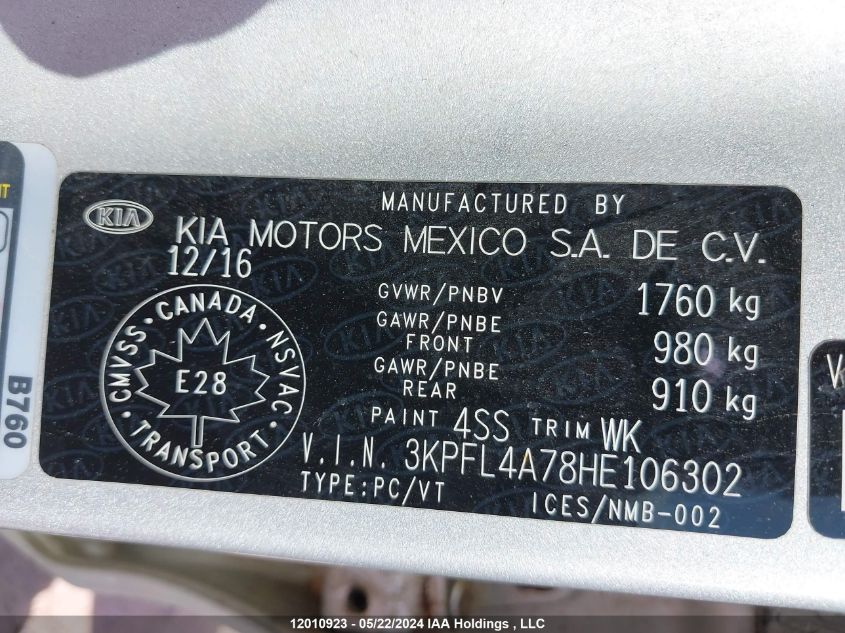 MANUFACTURED BY
KIA KIA MOTORS MEXICO S.A. DE C.V.
12/16
GVWR/PNBV 1760 kg
GAWR/PNBE FRONT 980 kg
GAWR/PNBE REAR 910 kg
PAINT 4SS TRIM WK
V.I.N. 3KPFL4A78HE106302
TYPE:PC/VT ICES/NMB-002
CMVSS · CANADA · NSVAC · TRANSPORT ·
E28
B760
12010923 - 05/22/2024 IAA Holdings , LLC